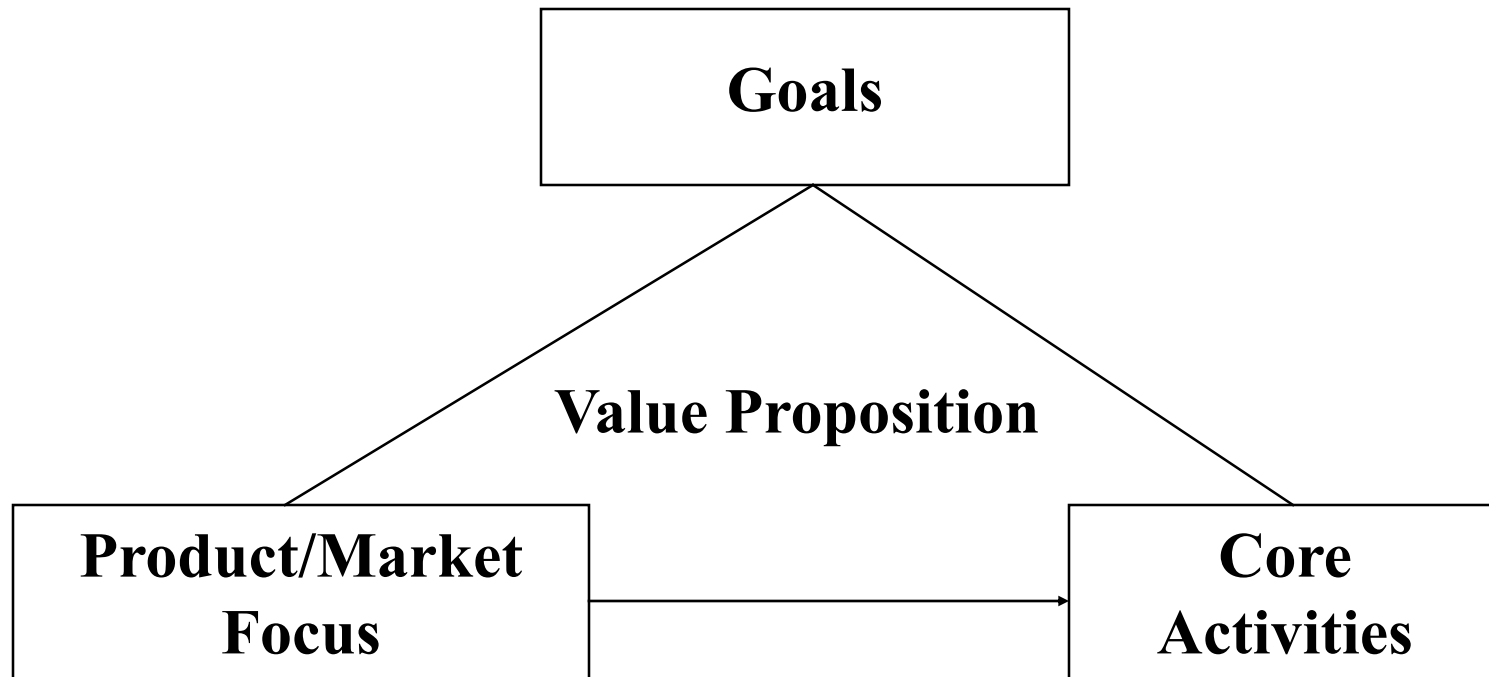 Goals
Value Proposition
Product/Market
Focus
Core
Activities